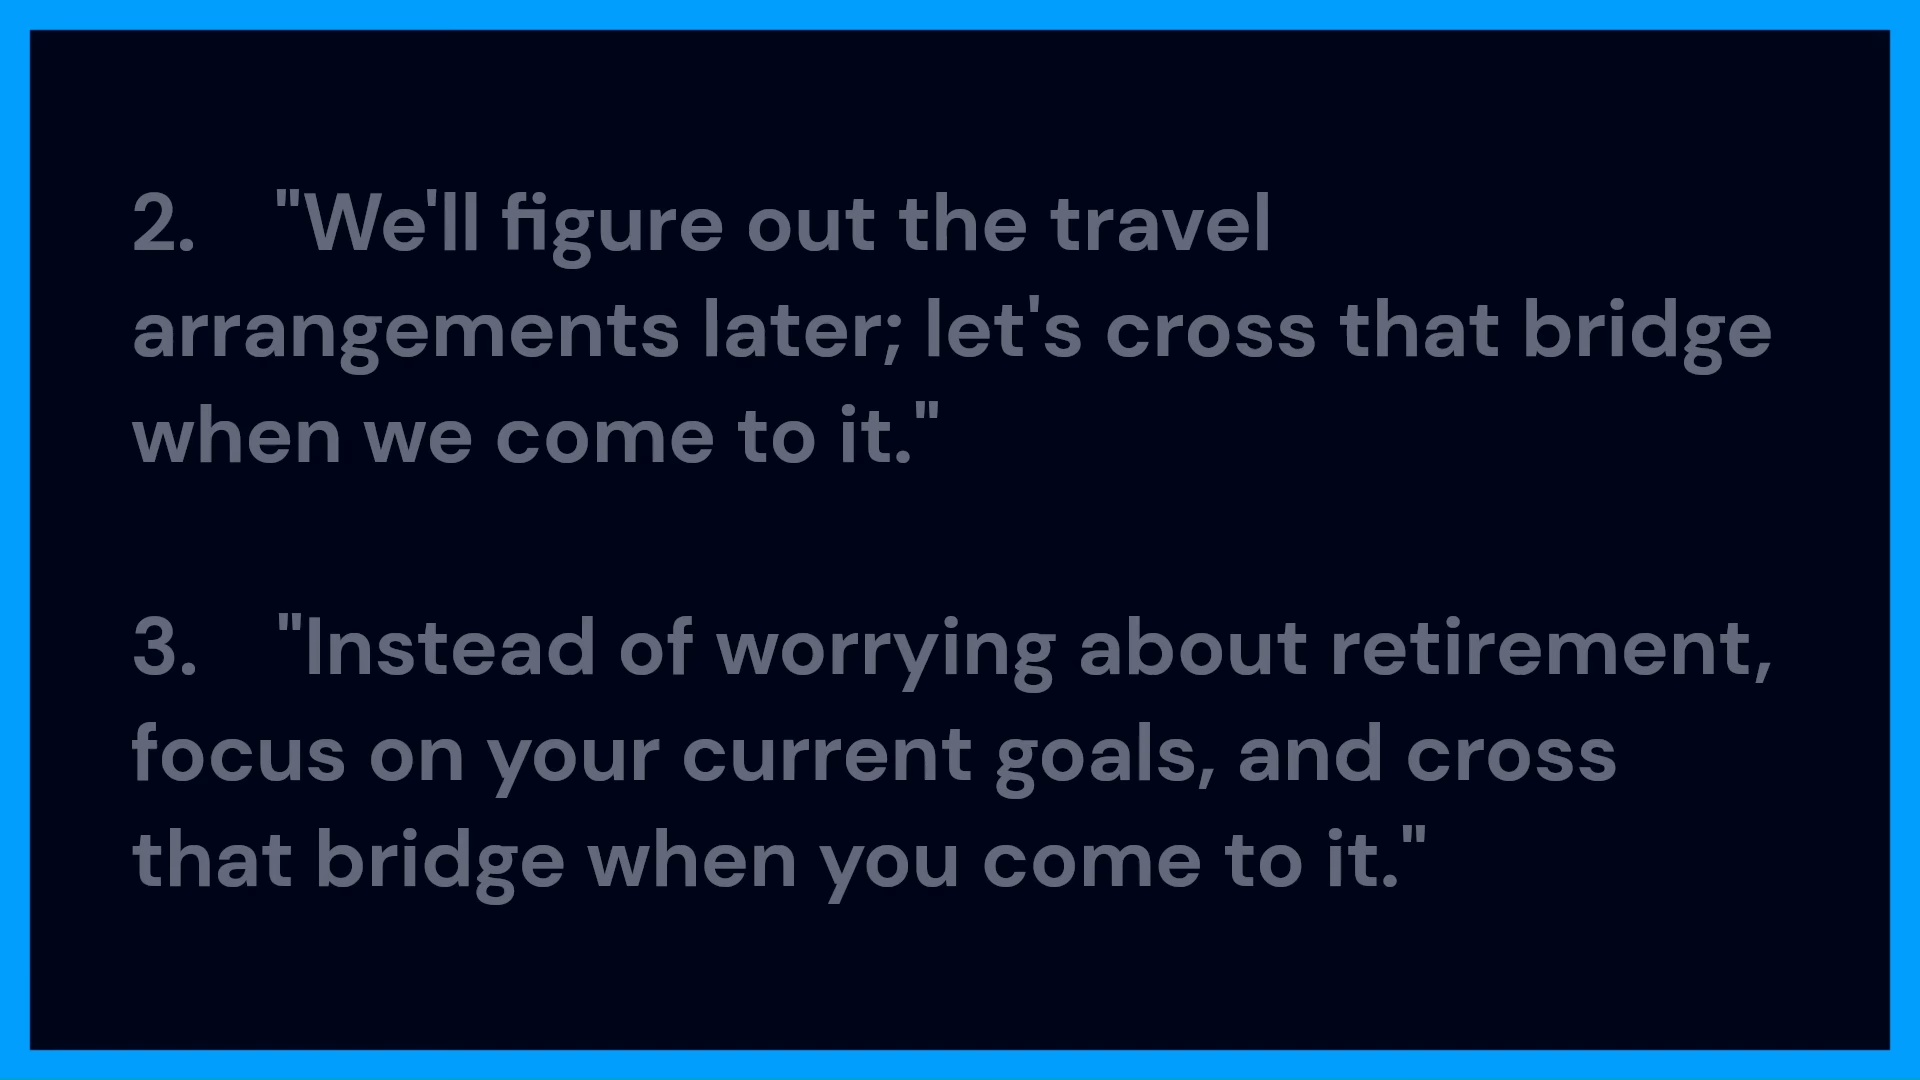 2. "We'll figure out the travel
arrangements later; let's cross that bridge
when we come to it."
3. "Instead of worrying about retirement,
focus on your current goals, and cross
that bridge when you come to it."